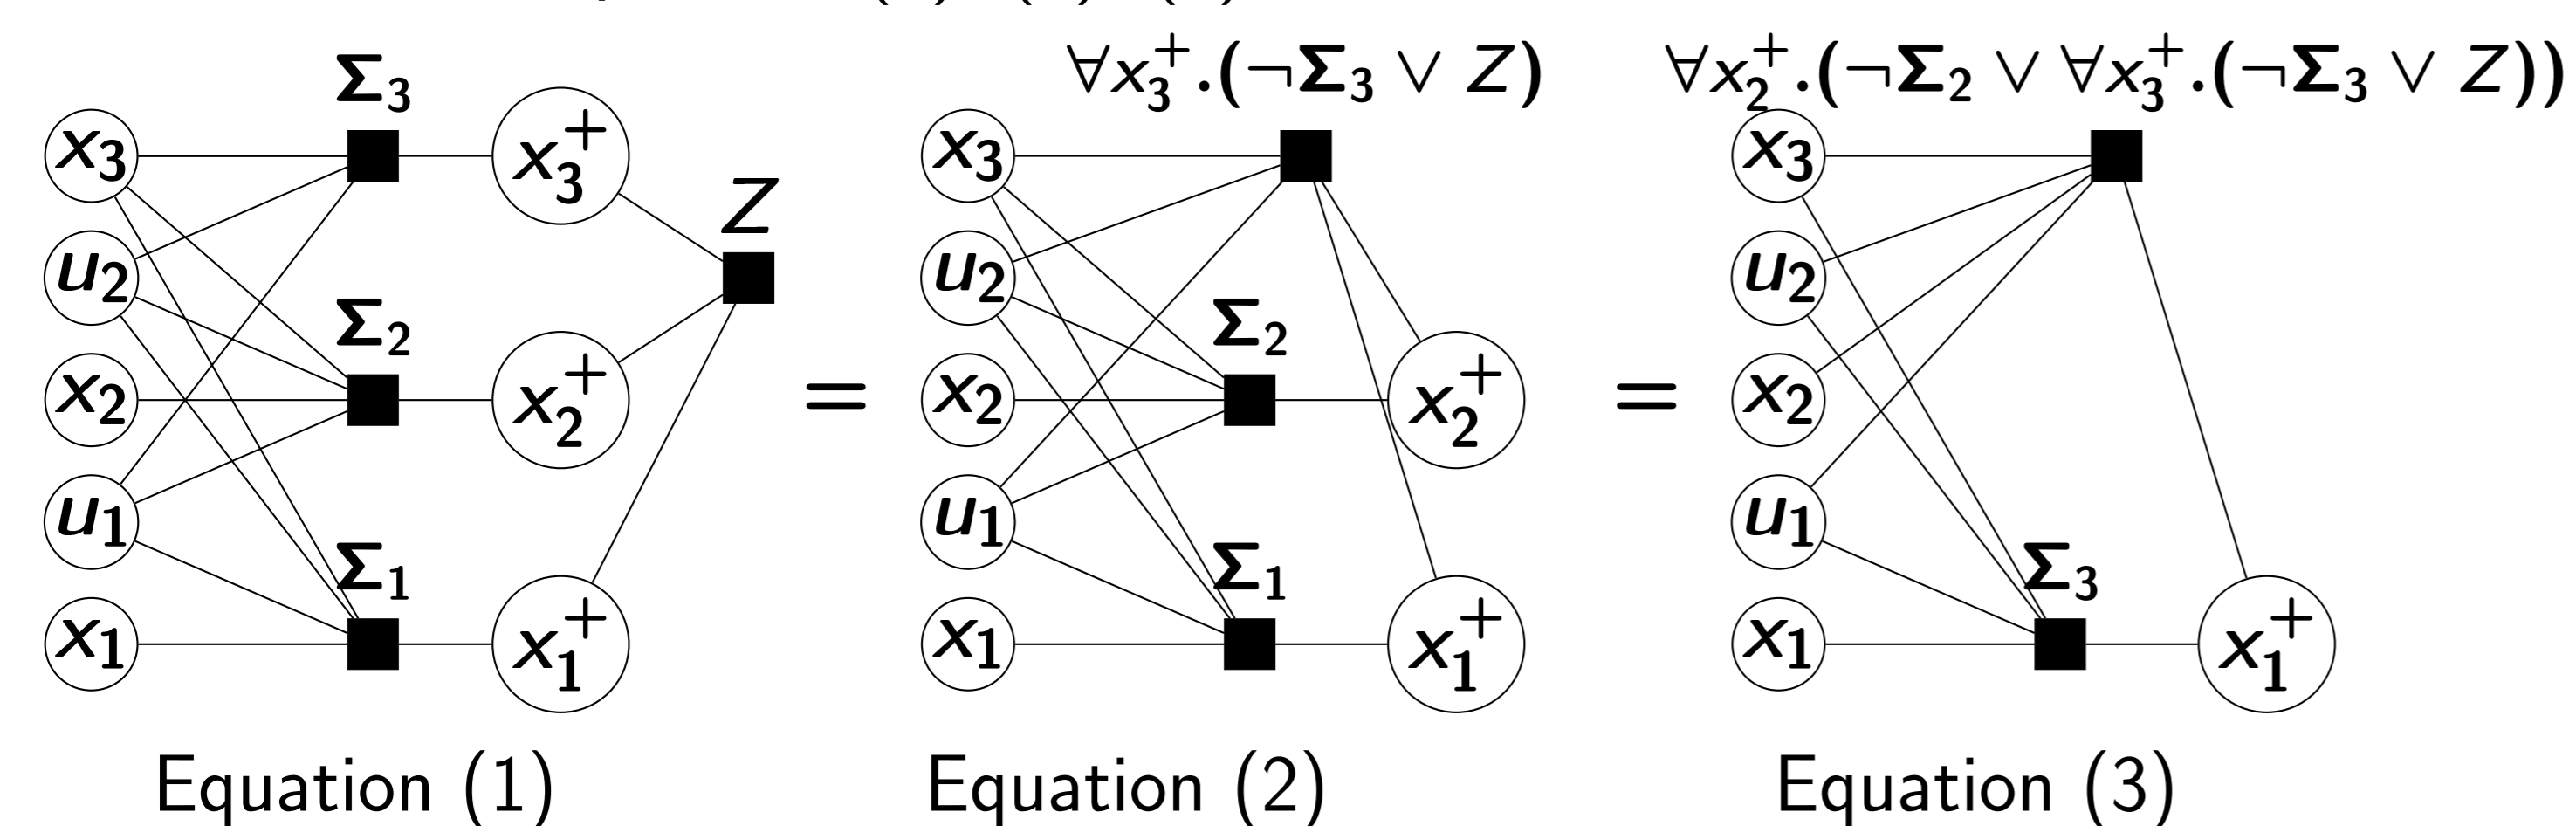 ∀x₃⁺.(¬Σ₃ ∨ Z)
∀x₂⁺.(¬Σ₂ ∨ ∀x₃⁺.(¬Σ₃ ∨ Z))
Σ₃
x₃
x₃⁺
Z
u₂
Σ₂
x₂
x₂⁺
u₁
Σ₁
x₁
x₁⁺
=
x₃
u₂
Σ₂
x₂
x₂⁺
u₁
Σ₁
x₁
x₁⁺
=
x₃
u₂
x₂
u₁
Σ₃
x₁
x₁⁺
Equation (1)
Equation (2)
Equation (3)